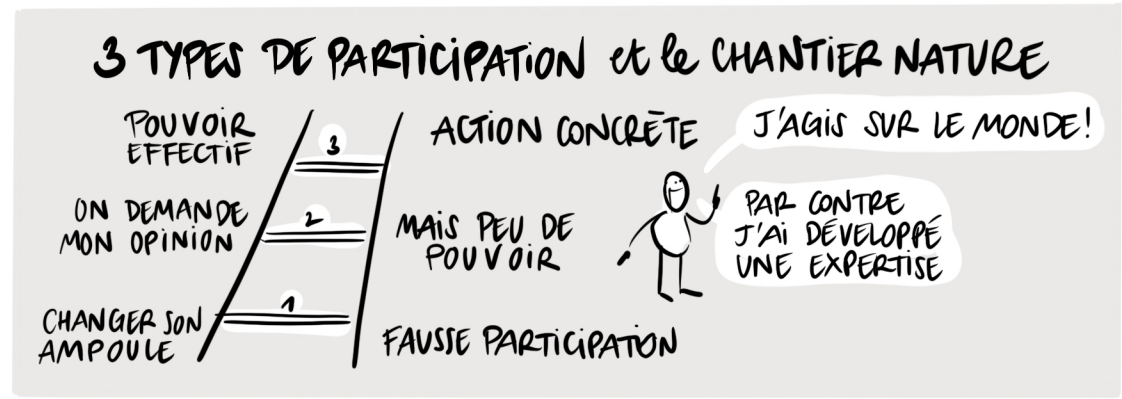 3 TYPES DE PARTICIPATION et le CHANTIER NATURE
POUVOIR
EFFECTIF
3
ACTION CONCRÈTE
J'AGIS SUR LE MONDE!
ON DEMANDE
MON OPINION
2
MAIS PEU DE
POUVOIR
PAR CONTRE
J'AI DÉVELOPPÉ
UNE EXPERTISE
CHANGER SON
AMPOULE
1
FAUSSE PARTICIPATION